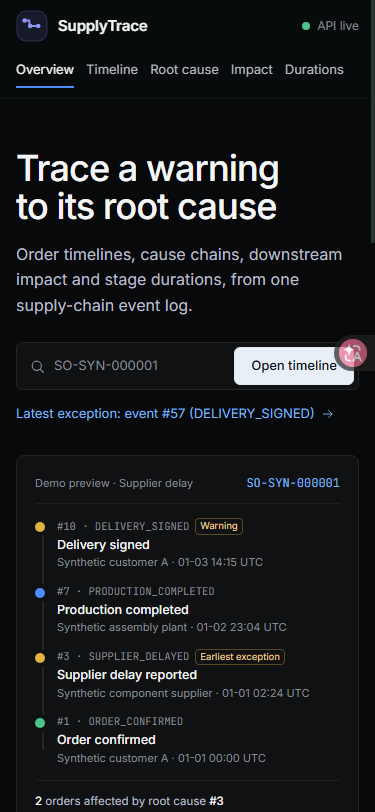 SupplyTrace
API live
Overview Timeline Root cause Impact Durations
Trace a warning
to its root cause
Order timelines, cause chains, downstream
impact and stage durations, from one
supply-chain event log.
SO-SYN-000001
Open timeline
Latest exception: event #57 (DELIVERY_SIGNED) →
Demo preview · Supplier delay
SO-SYN-000001
#10 · DELIVERY_SIGNED Warning
Delivery signed
Synthetic customer A · 01-03 14:15 UTC
#7 · PRODUCTION_COMPLETED
Production completed
Synthetic assembly plant · 01-02 23:04 UTC
#3 · SUPPLIER_DELAYED Earliest exception
Supplier delay reported
Synthetic component supplier · 01-01 02:24 UTC
#1 · ORDER_CONFIRMED
Order confirmed
Synthetic customer A · 01-01 00:00 UTC
2 orders affected by root cause #3